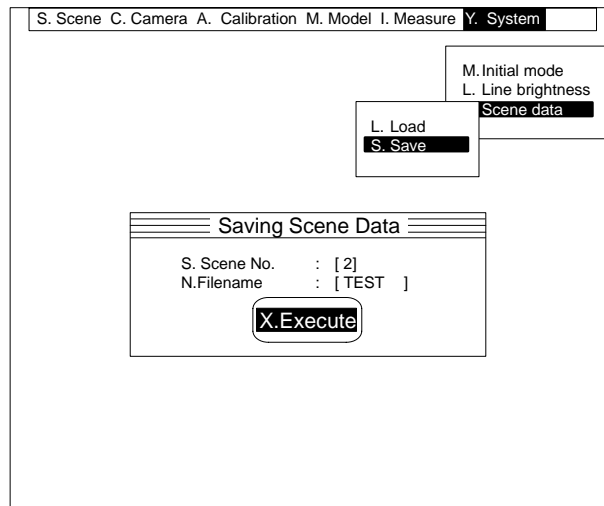 S. Scene C. Camera A. Calibration M. Model I. Measure Y. System
M.Initial mode
L. Line brightness
Scene data
L. Load
S. Save
Saving Scene Data
S. Scene No. : [ 2]
N.Filename : [ TEST ]
X.Execute